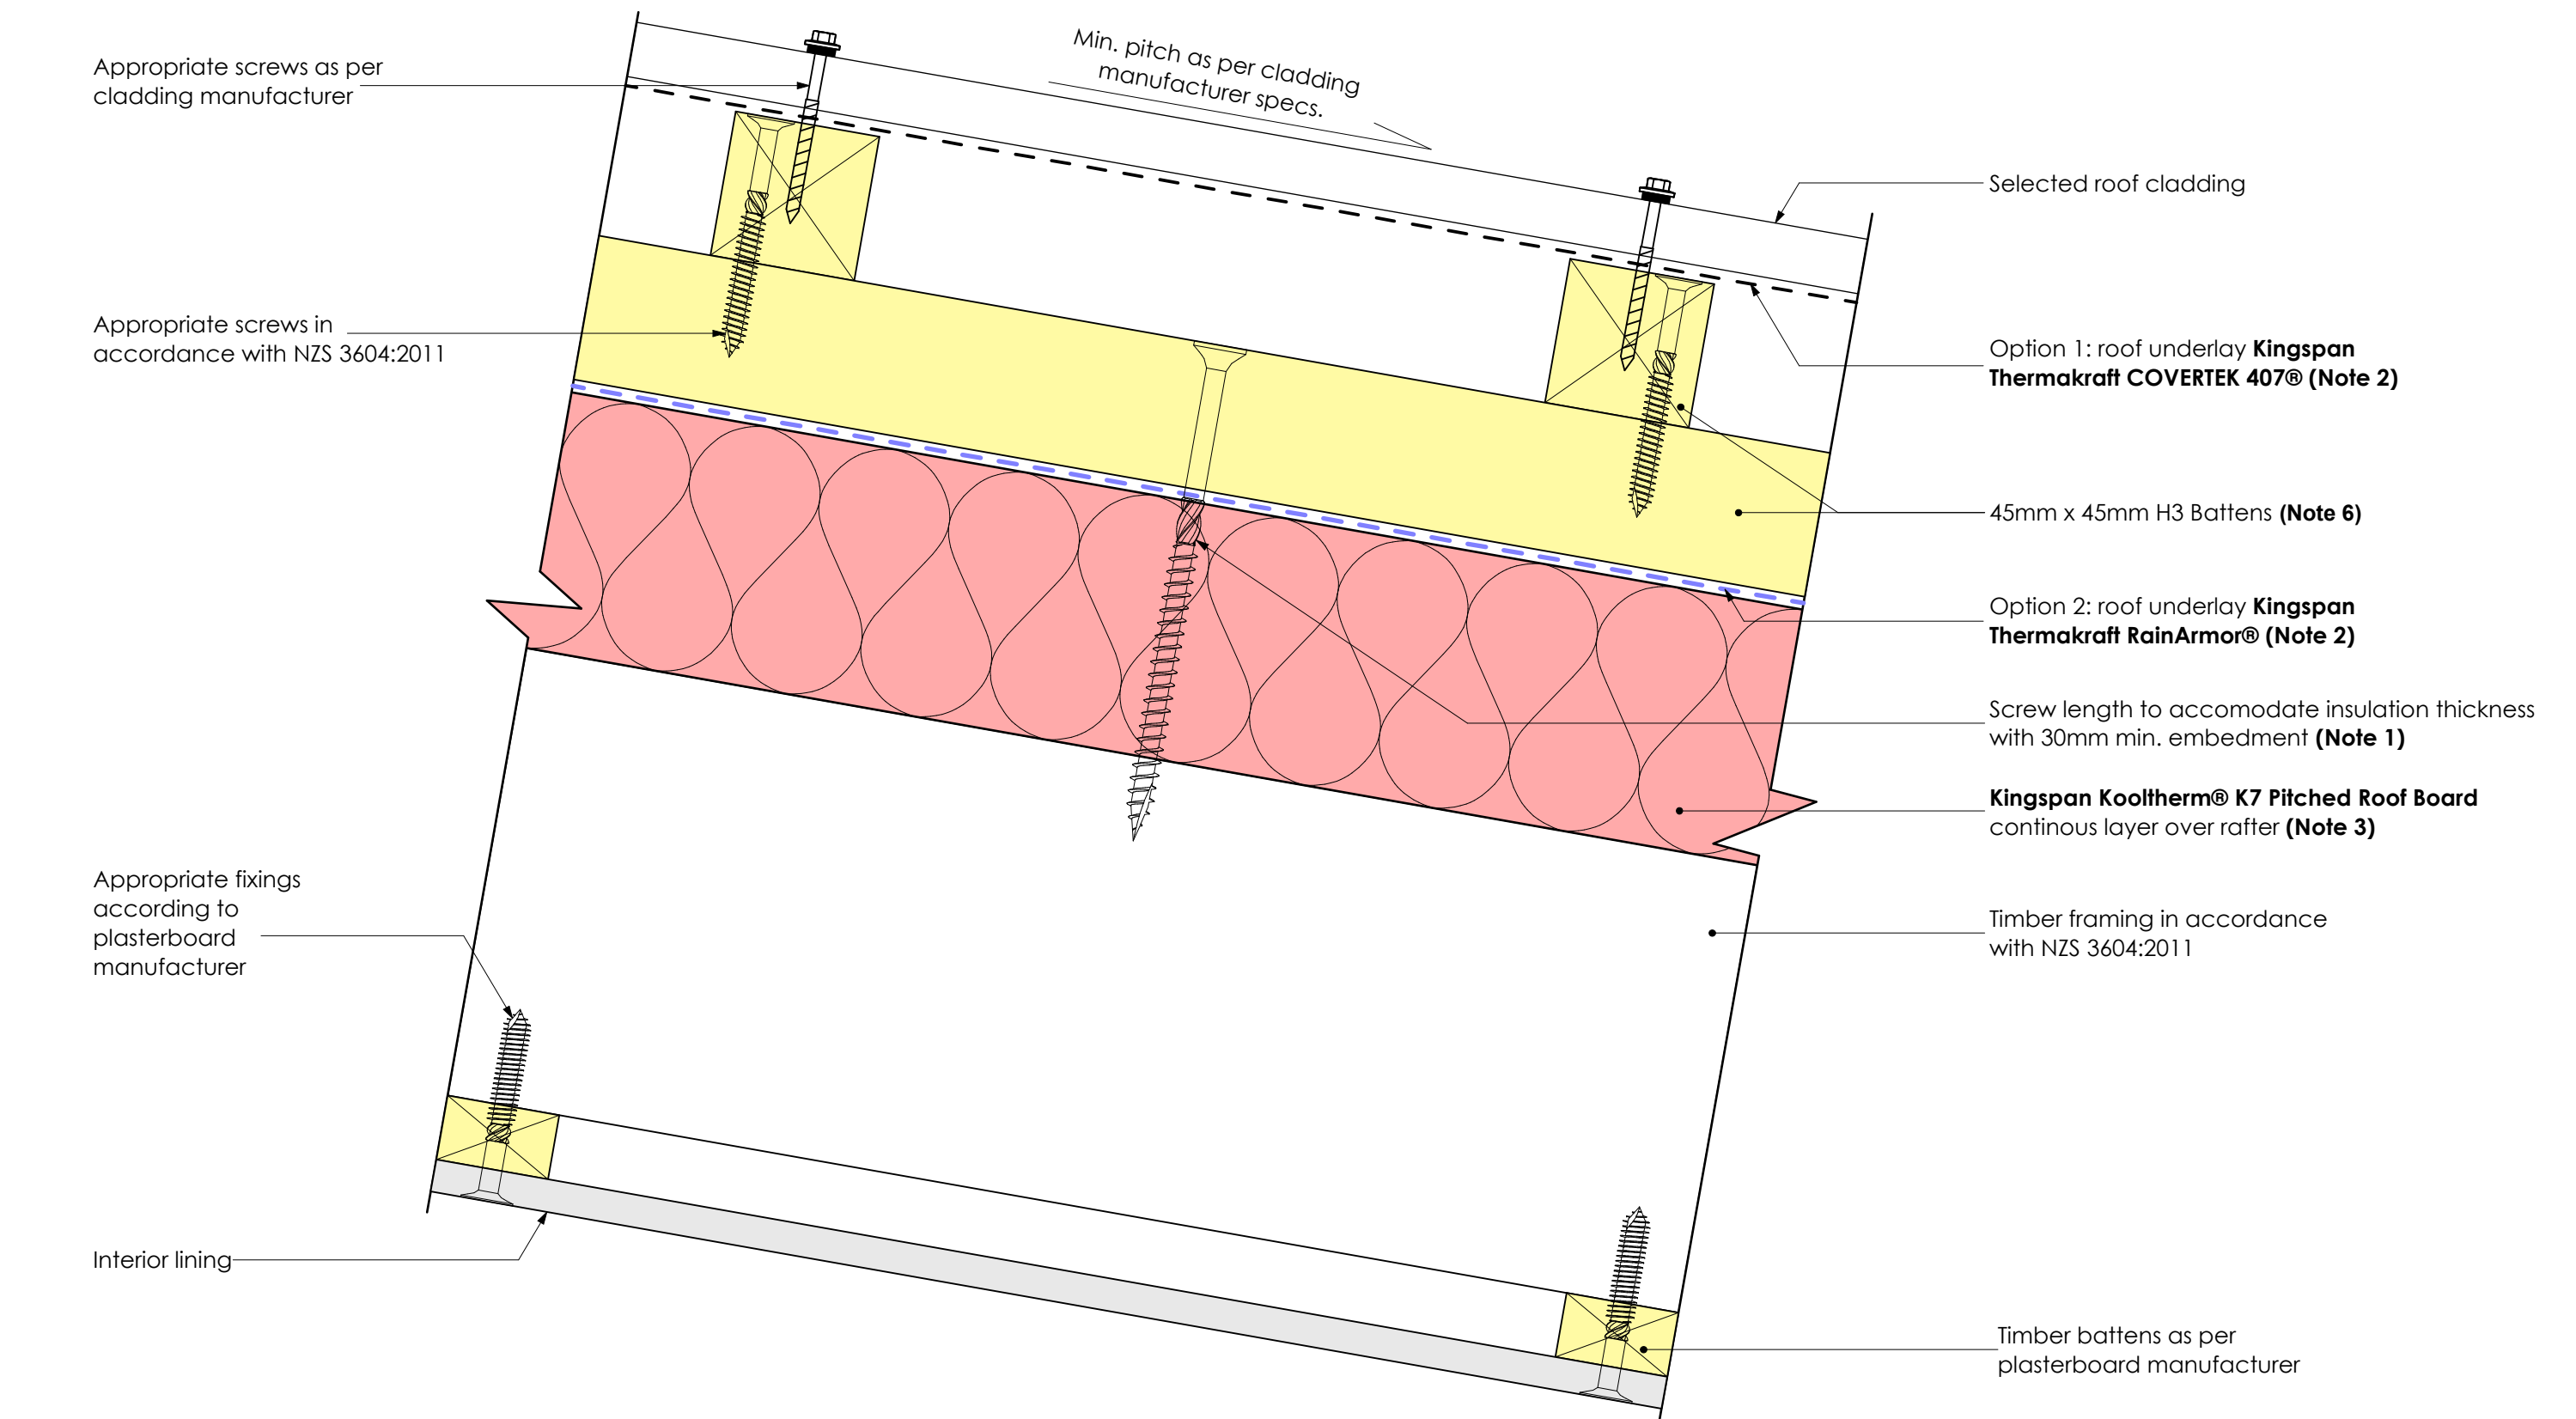 Appropriate screws as per
cladding manufacturer
Min. pitch as per cladding
manufacturer specs.
Selected roof cladding
Appropriate screws in
accordance with NZS 3604:2011
Option 1: roof underlay Kingspan
Thermakraft COVERTEK 407® (Note 2)
45mm x 45mm H3 Battens (Note 6)
Option 2: roof underlay Kingspan
Thermakraft RainArmor® (Note 2)
Screw length to accomodate insulation thickness
with 30mm min. embedment (Note 1)
Kingspan Kooltherm® K7 Pitched Roof Board
continous layer over rafter (Note 3)
Appropriate fixings
according to
plasterboard
manufacturer
Timber framing in accordance
with NZS 3604:2011
Interior lining
Timber battens as per
plasterboard manufacturer